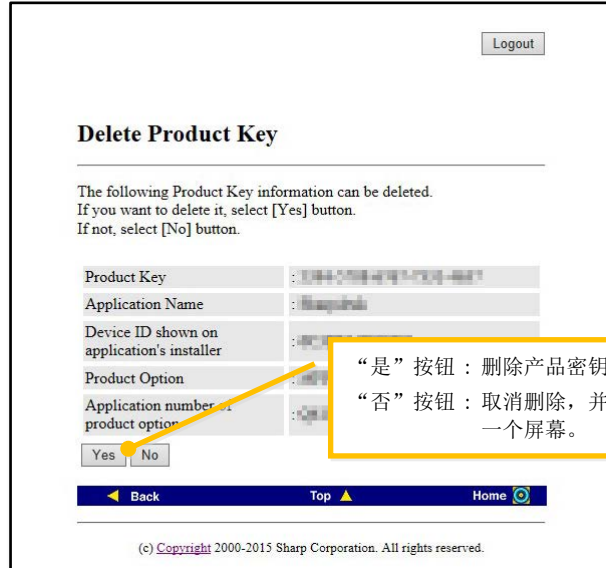 Logout
Delete Product Key
The following Product Key information can be deleted.
If you want to delete it, select [Yes] button.
If not, select [No] button.
Product Key :
Application Name :
Device ID shown on
application's installer :
Product Option :
Application number of
product option :
“是”按钮：删除产品密钥
“否”按钮：取消删除，并
一个屏幕。
Yes No
Back Top Home
(c) Copyright 2000-2015 Sharp Corporation. All rights reserved.